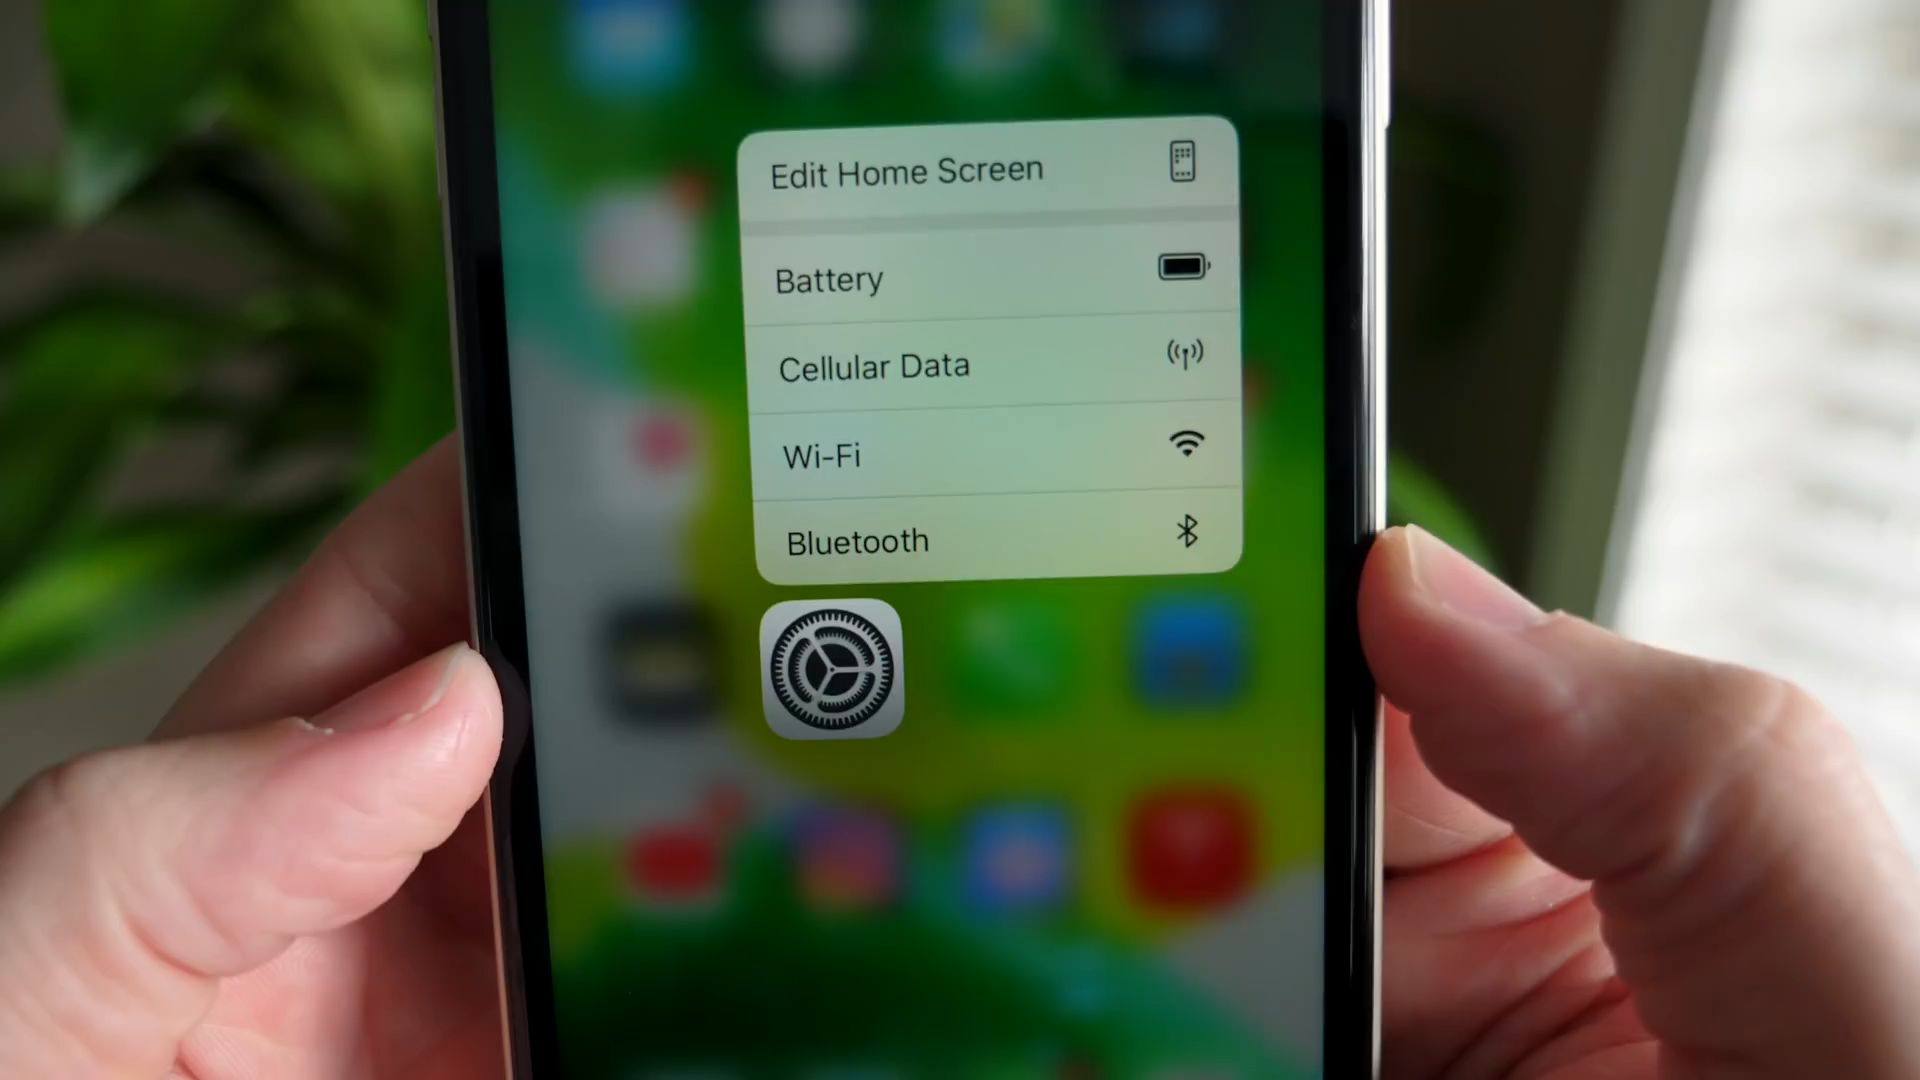 Edit Home Screen
Battery
Cellular Data
Wi-Fi
Bluetooth